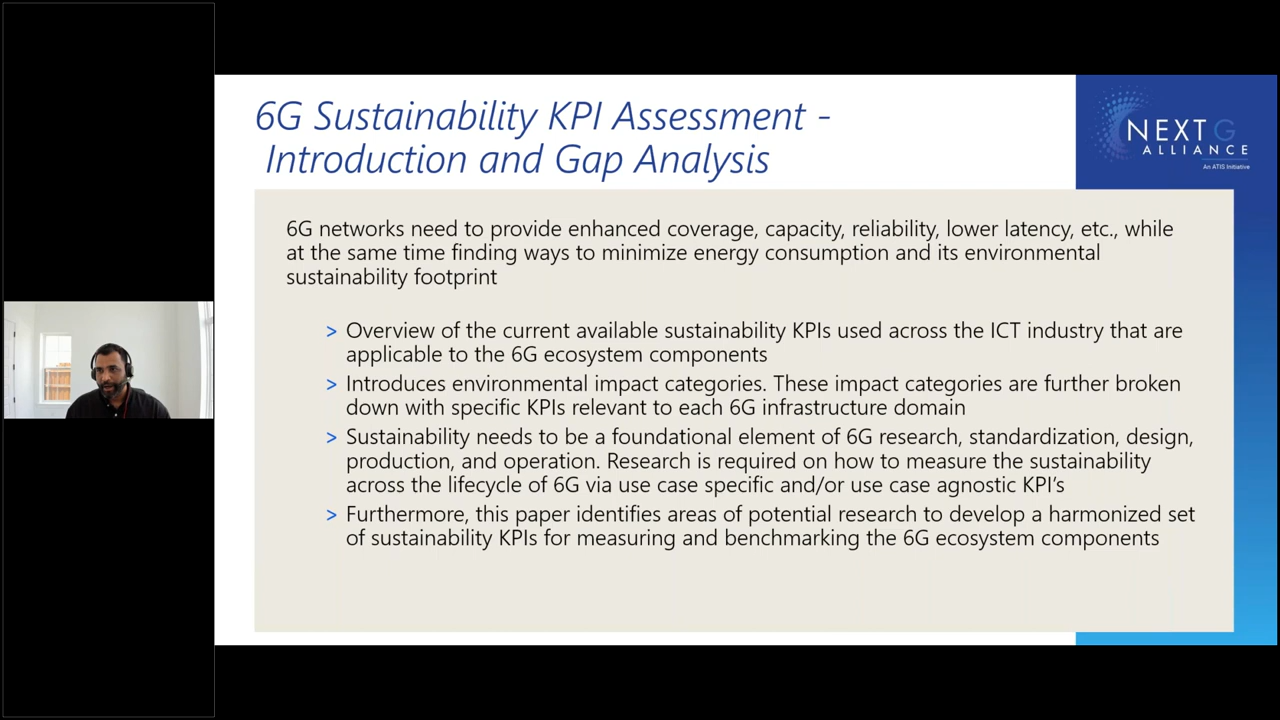 6G Sustainability KPI Assessment -
Introduction and Gap Analysis
NEXTG
ALLIANCE
An ATIS Initiative
6G networks need to provide enhanced coverage, capacity, reliability, lower latency, etc., while
at the same time finding ways to minimize energy consumption and its environmental
sustainability footprint
> Overview of the current available sustainability KPIs used across the ICT industry that are
applicable to the 6G ecosystem components
> Introduces environmental impact categories. These impact categories are further broken
down with specific KPIs relevant to each 6G infrastructure domain
> Sustainability needs to be a foundational element of 6G research, standardization, design,
production, and operation. Research is required on how to measure the sustainability
across the lifecycle of 6G via use case specific and/or use case agnostic KPI’s
> Furthermore, this paper identifies areas of potential research to develop a harmonized set
of sustainability KPIs for measuring and benchmarking the 6G ecosystem components